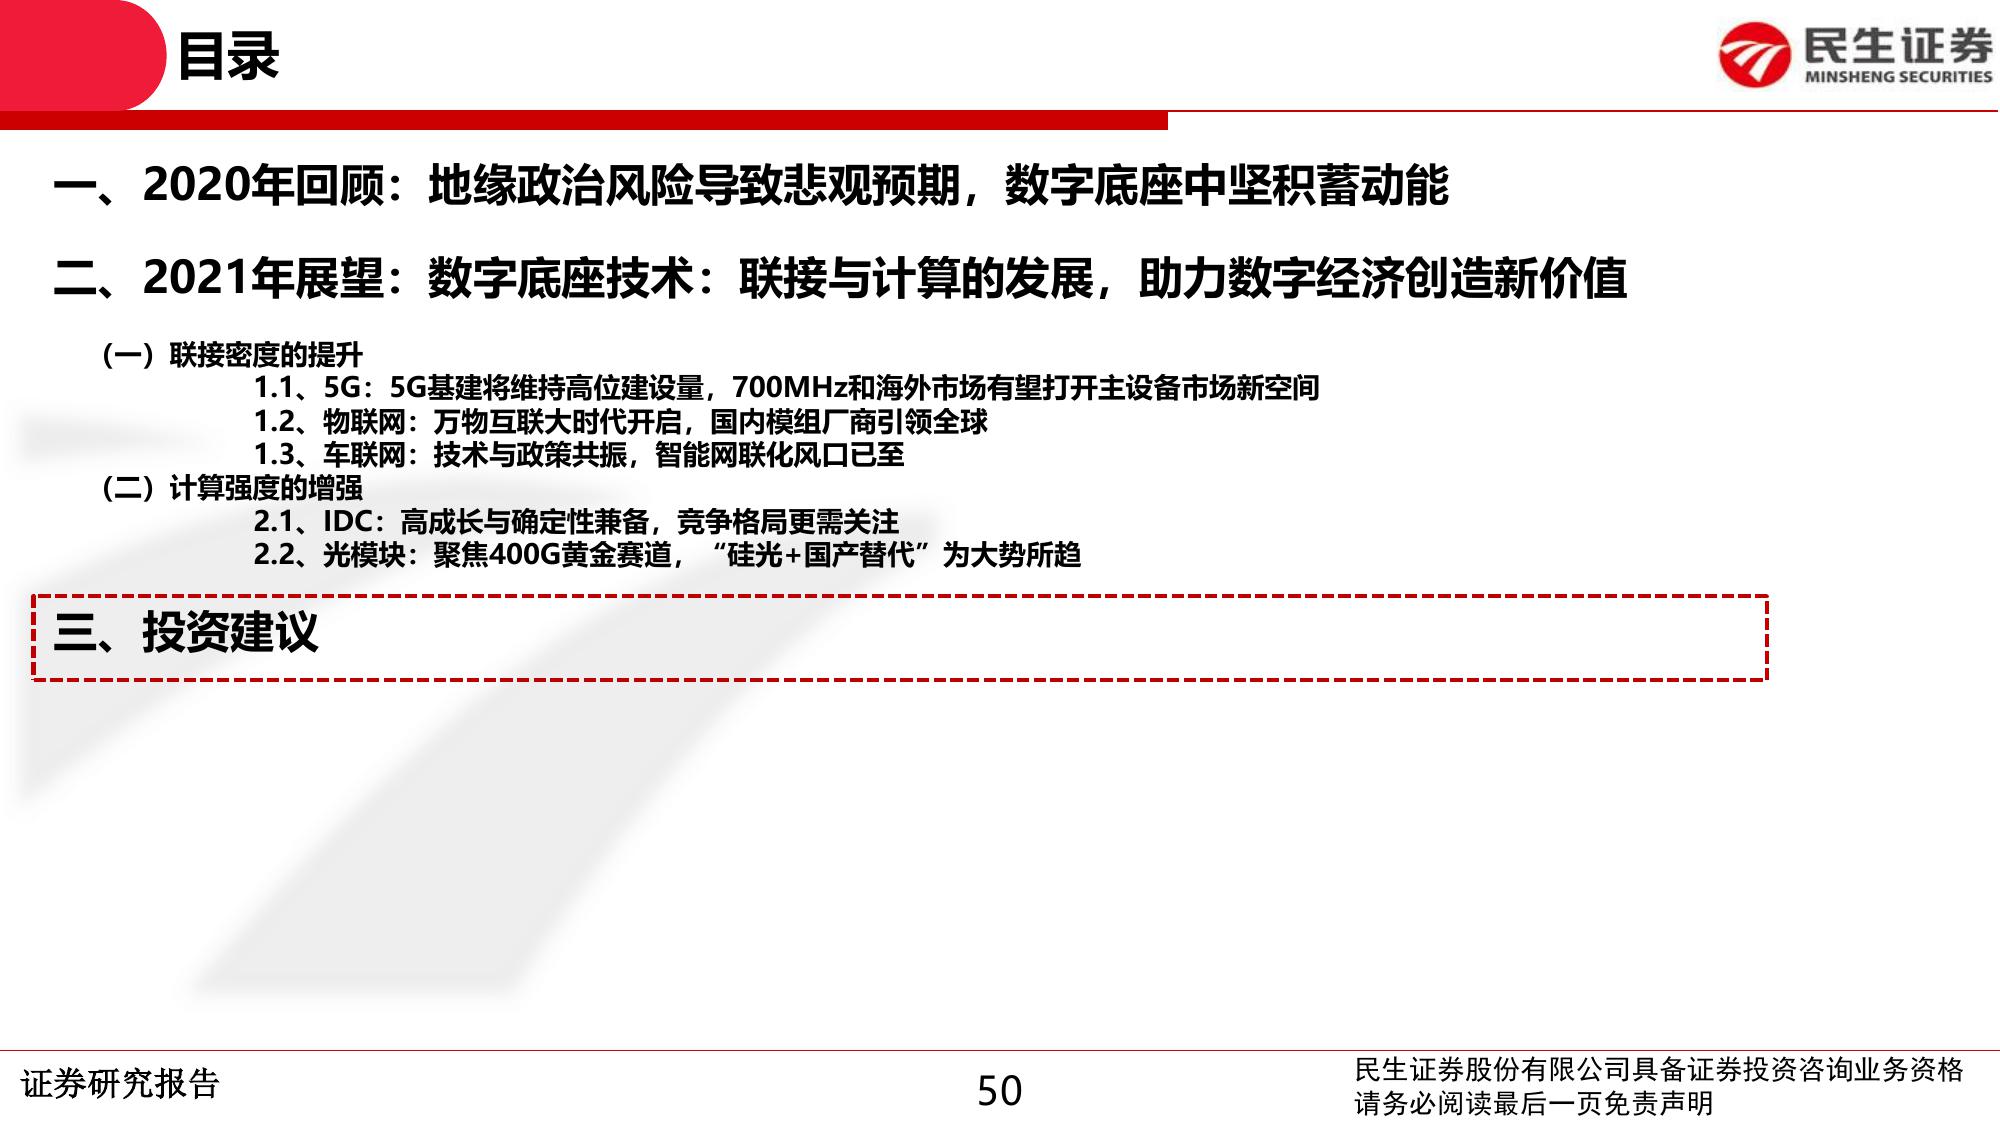 目录
民生证券
MINSHENG SECURITIES
一、2020年回顾：地缘政治风险导致悲观预期，数字底座中坚积蓄动能
二、2021年展望：数字底座技术：联接与计算的发展，助力数字经济创造新价值
（一）联接密度的提升
1.1、5G：5G基建将维持高位建设量，700MHz和海外市场有望打开主设备市场新空间
1.2、物联网：万物互联大时代开启，国内模组厂商引领全球
1.3、车联网：技术与政策共振，智能网联化风口已至
（二）计算强度的增强
2.1、IDC：高成长与确定性兼备，竞争格局更需关注
2.2、光模块：聚焦400G黄金赛道，“硅光+国产替代”为大势所趋
三、投资建议
证券研究报告
50
民生证券股份有限公司具备证券投资咨询业务资格
请务必阅读最后一页免责声明